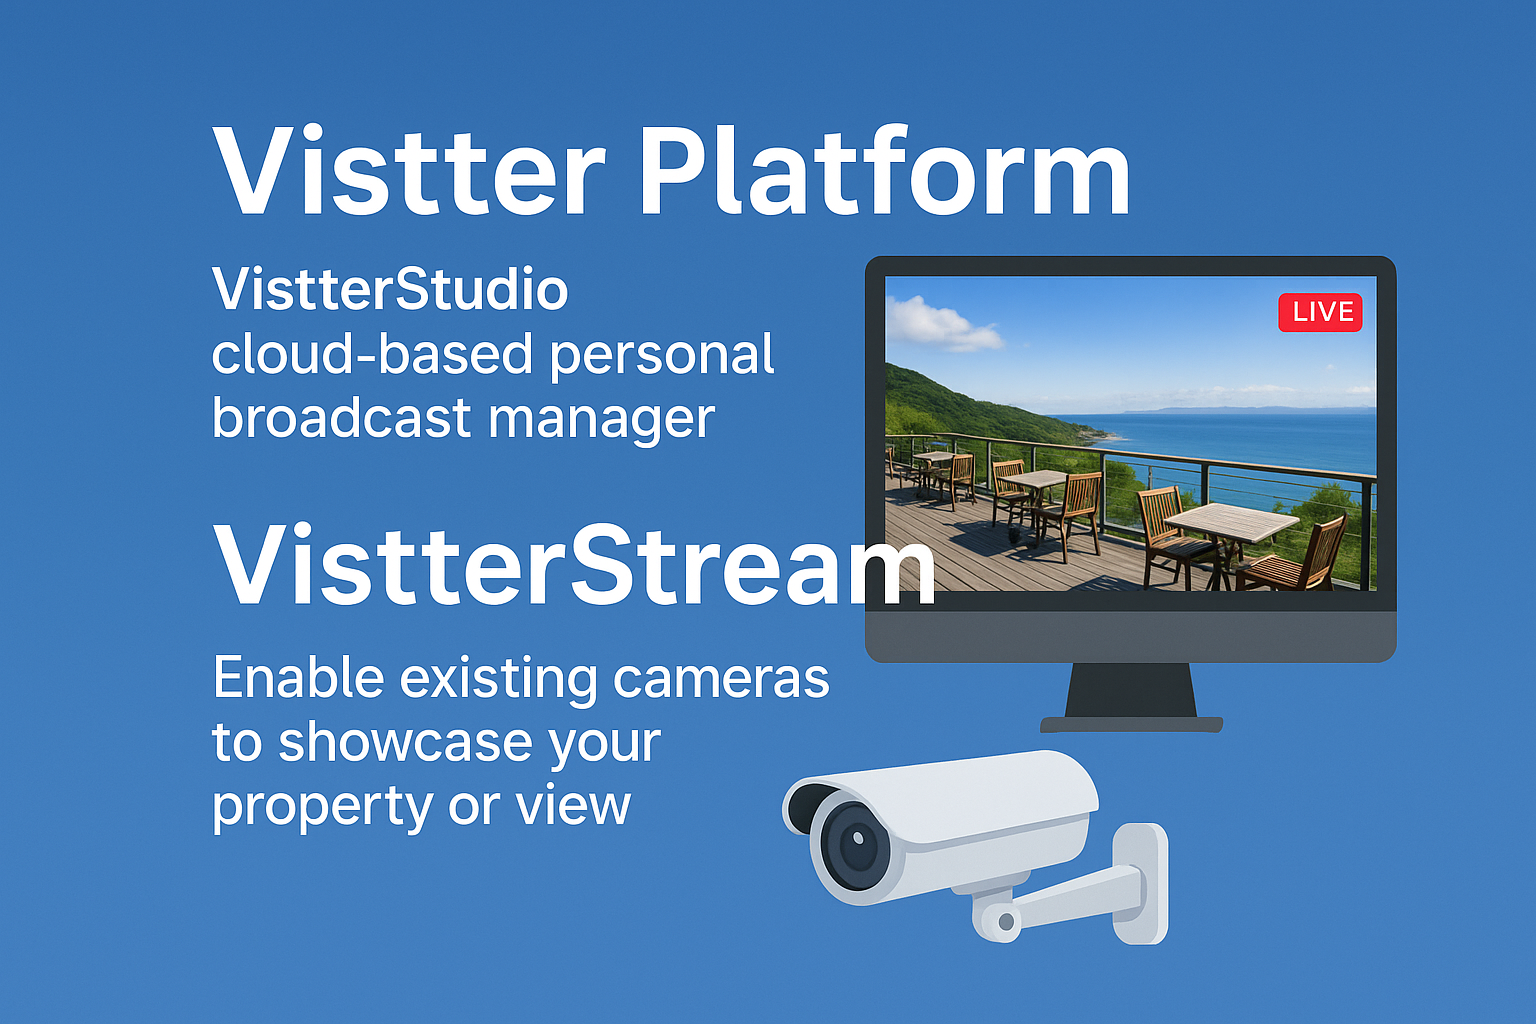 Vistter Platform
VistterStudio
cloud-based personal
broadcast manager
LIVE
VistterStream
Enable existing cameras
to showcase your
property or view